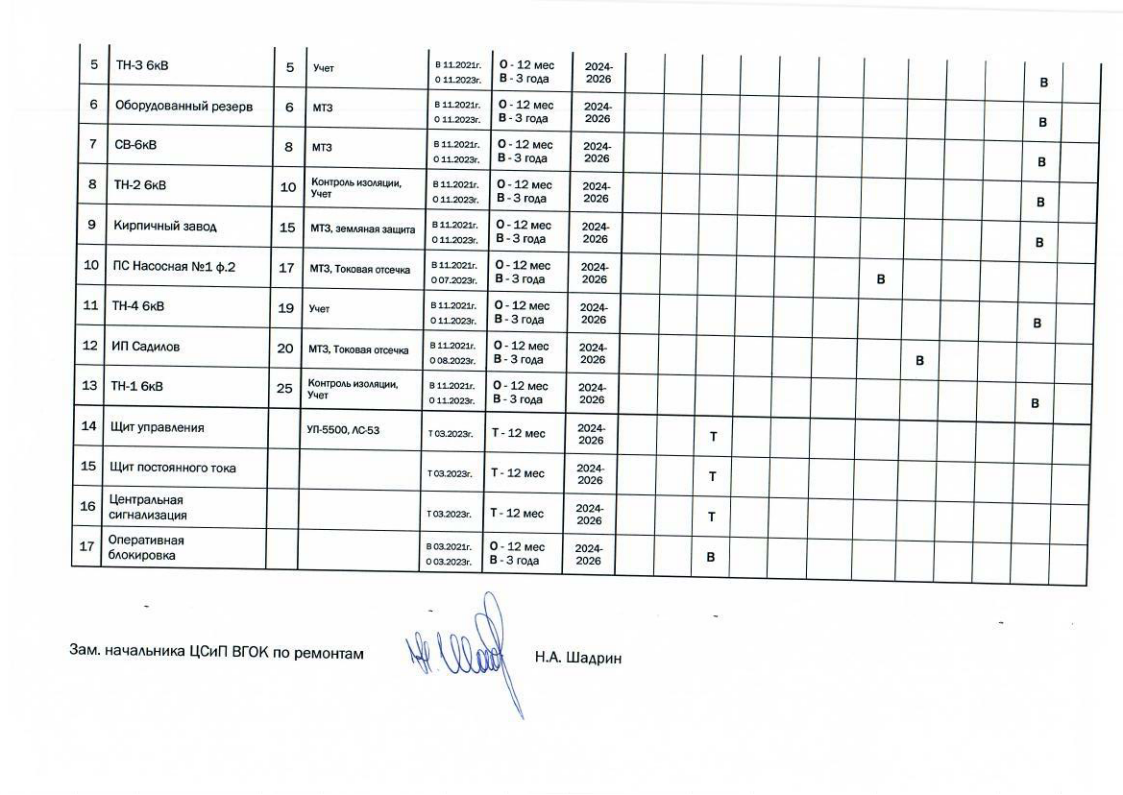 5 ТН-3 6кВ 5 Учет В 11.2021г. О 11.2023г. О - 12 мес В - 3 года 2024-2026 В
6 Оборудованный резерв 6 МТЗ В 11.2021г. О 11.2023г. О - 12 мес В - 3 года 2024-2026 В
7 СВ-6кВ 8 МТЗ В 11.2021г. О 11.2023г. О - 12 мес В - 3 года 2024-2026 В
8 ТН-2 6кВ 10 Контроль изоляции, Учет В 11.2021г. О 11.2023г. О - 12 мес В - 3 года 2024-2026 В
9 Кирпичный завод 15 МТЗ, земляная защита В 11.2021г. О 11.2023г. О - 12 мес В - 3 года 2024-2026 В
10 ПС Насосная №1 ф.2 17 МТЗ, Токовая отсечка В 11.2021г. О 07.2023г. О - 12 мес В - 3 года 2024-2026 В
11 ТН-4 6кВ 19 Учет В 11.2021г. О 11.2023г. О - 12 мес В - 3 года 2024-2026 В
12 ИП Садилов 20 МТЗ, Токовая отсечка В 11.2021г. О 08.2023г. О - 12 мес В - 3 года 2024-2026 В
13 ТН-1 6кВ 25 Контроль изоляции, Учет В 11.2021г. О 11.2023г. О - 12 мес В - 3 года 2024-2026 В
14 Щит управления УП-5500, ЛС-53 Т 03.2023г. Т - 12 мес 2024-2026 Т
15 Щит постоянного тока Т 03.2023г. Т - 12 мес 2024-2026 Т
16 Центральная сигнализация Т 03.2023г. Т - 12 мес 2024-2026 Т
17 Оперативная блокировка В 03.2021г. О 03.2023г. О - 12 мес В - 3 года 2024-2026 В
Зам. начальника ЦСиП ВГОК по ремонтам Н.А. Шадрин